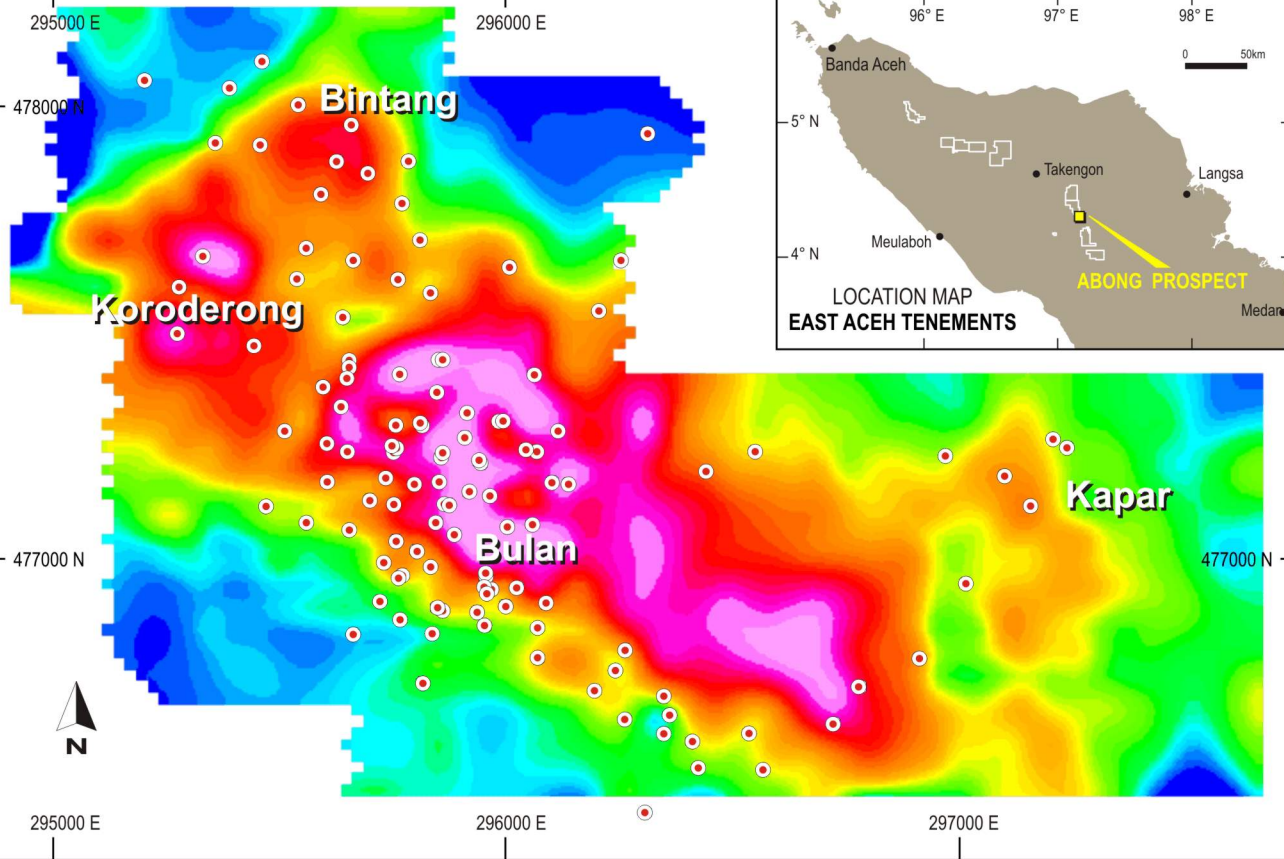 295000 E
296000 E
478000 N
Bintang
Koroderong
Kapar
Bulan
477000 N
477000 N
N
295000 E
296000 E
297000 E
96° E
97° E
98° E
0
50km
Banda Aceh
5° N
Takengon
Langsa
Meulaboh
4° N
ABONG PROSPECT
LOCATION MAP
EAST ACEH TENEMENTS
Medan